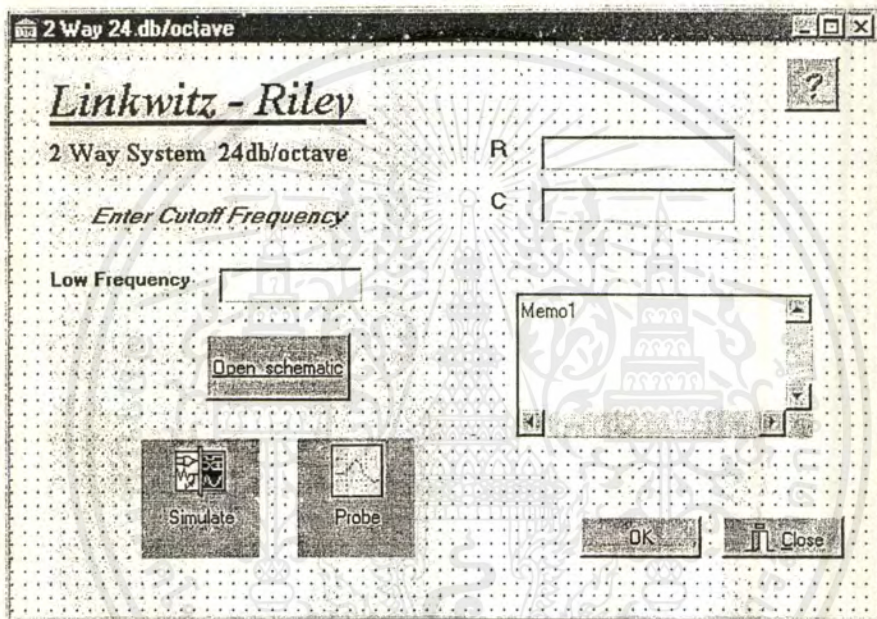 2 Way 24.db/octave
Linkwitz - Riley
?
2 Way System 24db/octave
R
C
Enter Cutoff Frequency
Low Frequency
Memo1
Open schematic
Simulate
Probe
OK
Close